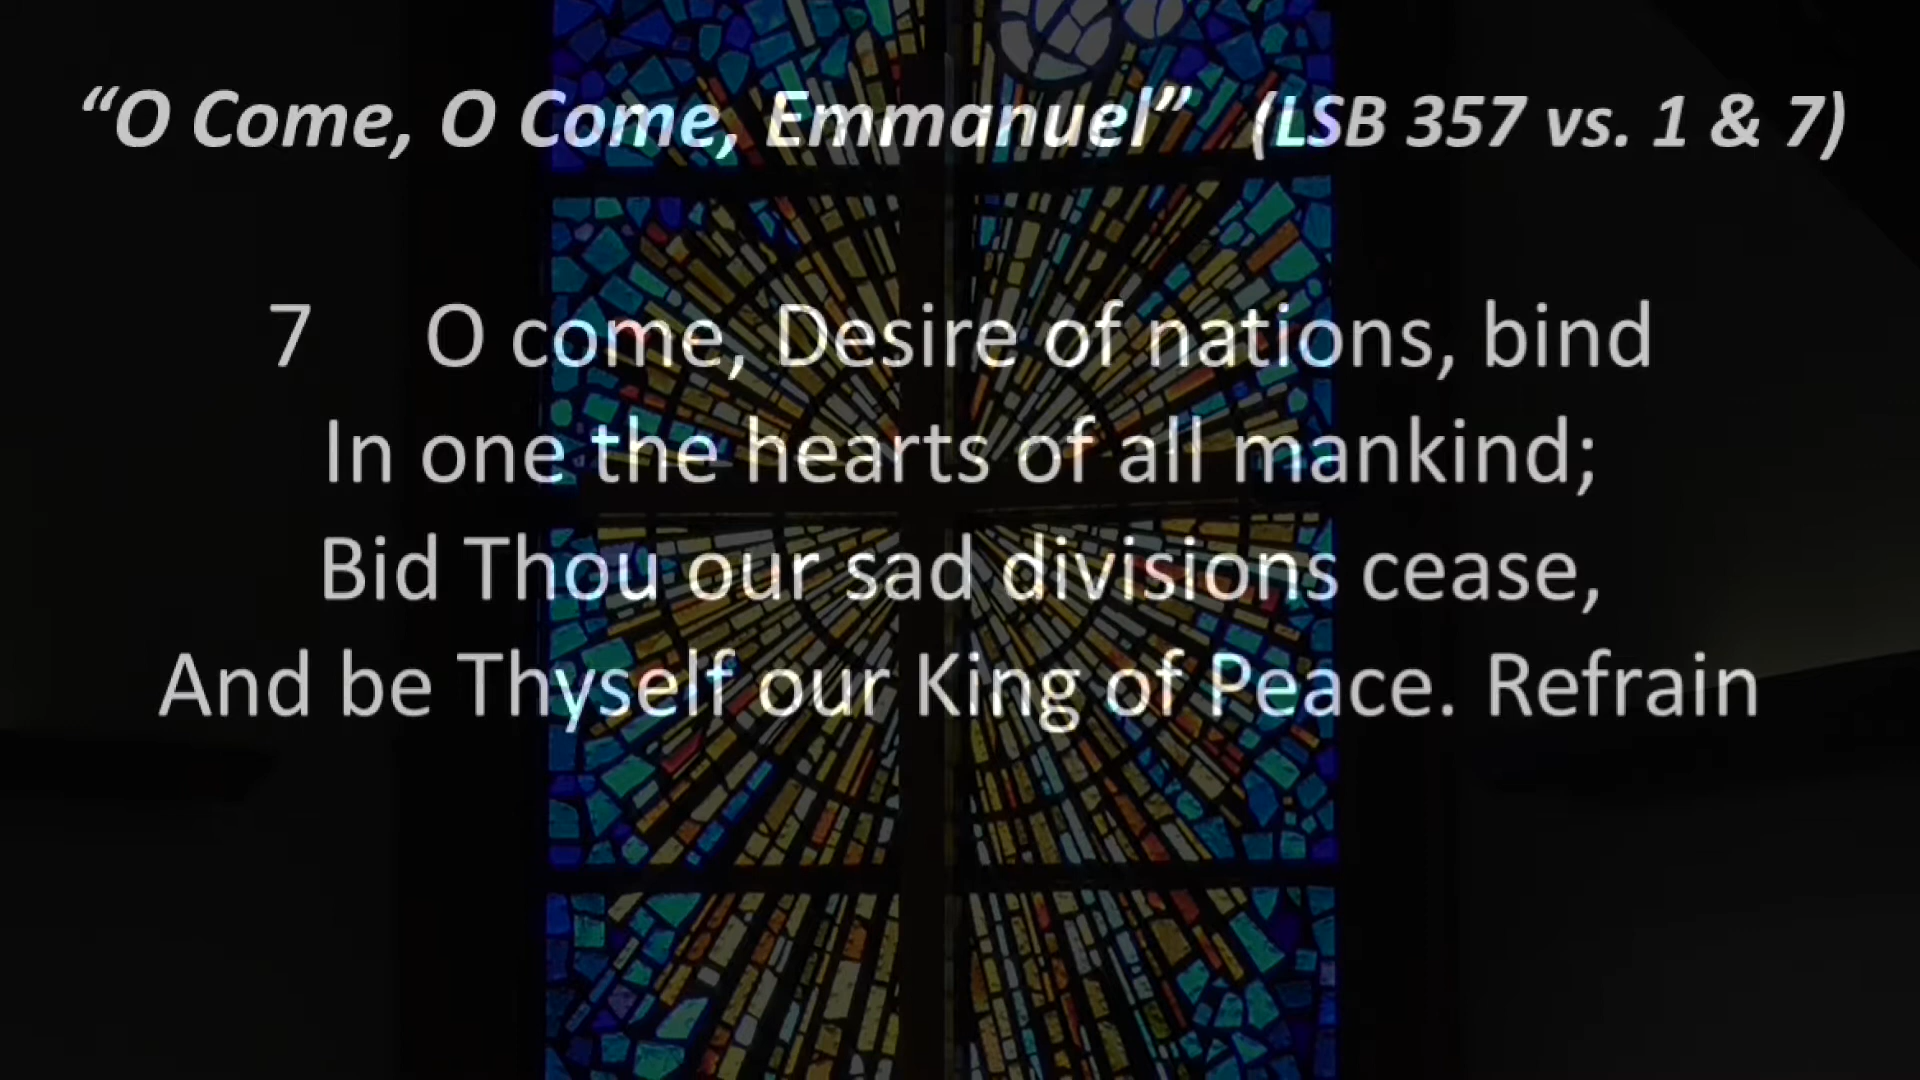 “O Come, O Come, Emmanuel” (LSB 357 vs. 1 & 7)
7 O come, Desire of nations, bind
In one the hearts of all mankind;
Bid Thou our sad divisions cease,
And be Thyself our King of Peace. Refrain